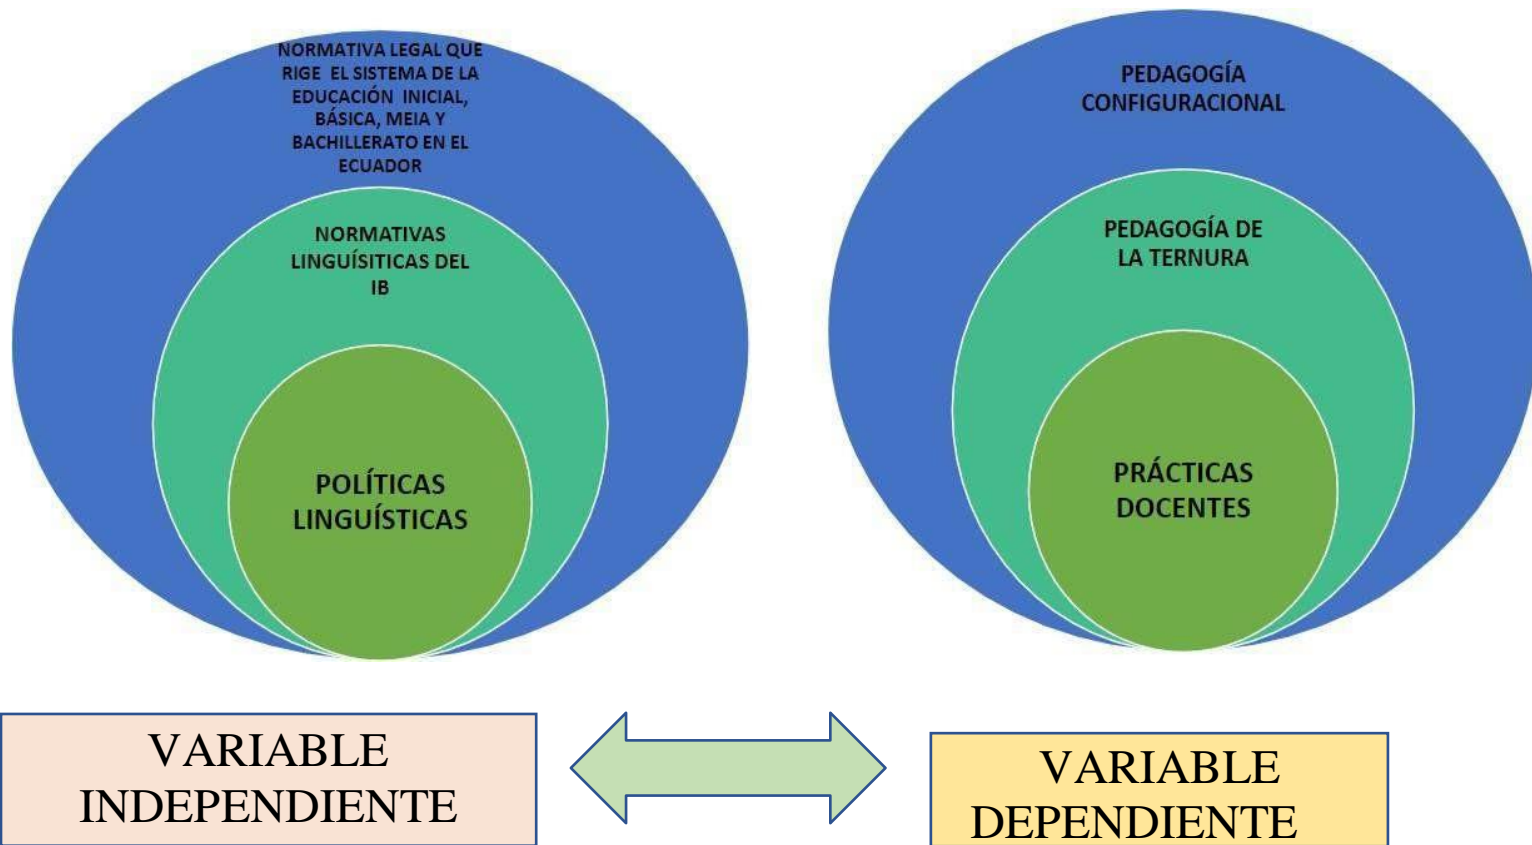 NORMATIVA LEGAL QUE
RIGE EL SISTEMA DE LA
EDUCACIÓN INICIAL,
BÁSICA, MEIA Y
BACHILLERATO EN EL
ECUADOR
NORMATIVAS
LINGUÍSITICAS DEL
IB
POLÍTICAS
LINGUÍSTICAS
PEDAGOGÍA
CONFIGURACIONAL
PEDAGOGÍA DE
LA TERNURA
PRÁCTICAS
DOCENTES
VARIABLE
INDEPENDIENTE
VARIABLE
DEPENDIENTE